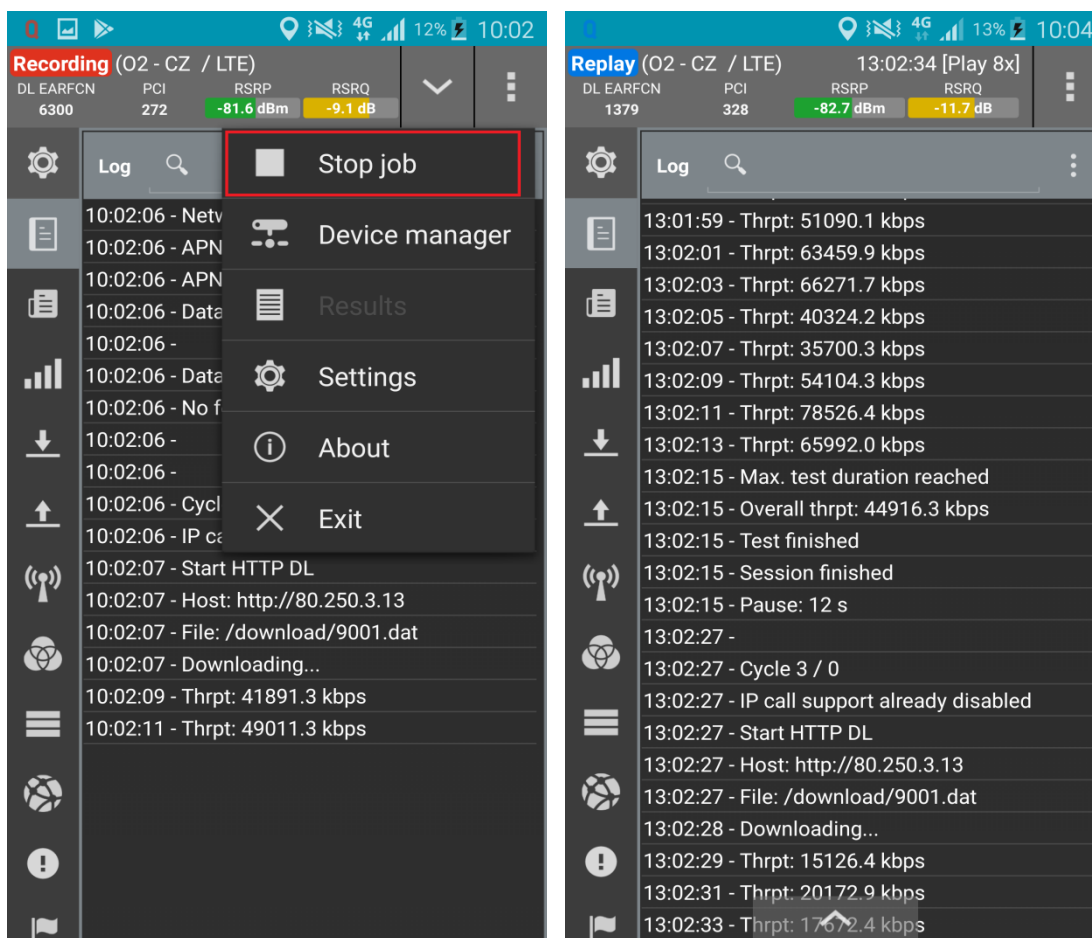 12% 10:02
4G
Recording (O2 - CZ / LTE)
DL EARFCN PCI RSRP RSRQ
6300 272 -81.6 dBm -9.1 dB
Log
Stop job
Device manager
Results
Settings
About
Exit
10:02:06 - Netw
10:02:06 - APN
10:02:06 - APN
10:02:06 - Data
10:02:06 -
10:02:06 - Data
10:02:06 - No f
10:02:06 -
10:02:06 -
10:02:06 - Cycl
10:02:06 - IP ca
10:02:07 - Start HTTP DL
10:02:07 - Host: http://80.250.3.13
10:02:07 - File: /download/9001.dat
10:02:07 - Downloading...
10:02:09 - Thrpt: 41891.3 kbps
10:02:11 - Thrpt: 49011.3 kbps
4G 13% 10:04
Replay (O2 - CZ / LTE) 13:02:34 [Play 8x]
DL EARFCN PCI RSRP RSRQ
1379 328 -82.7 dBm -11.7 dB
Log
13:01:59 - Thrpt: 51090.1 kbps
13:02:01 - Thrpt: 63459.9 kbps
13:02:03 - Thrpt: 66271.7 kbps
13:02:05 - Thrpt: 40324.2 kbps
13:02:07 - Thrpt: 35700.3 kbps
13:02:09 - Thrpt: 54104.3 kbps
13:02:11 - Thrpt: 78526.4 kbps
13:02:13 - Thrpt: 65992.0 kbps
13:02:15 - Max. test duration reached
13:02:15 - Overall thrpt: 44916.3 kbps
13:02:15 - Test finished
13:02:15 - Session finished
13:02:15 - Pause: 12 s
13:02:27 -
13:02:27 - Cycle 3 / 0
13:02:27 - IP call support already disabled
13:02:27 - Start HTTP DL
13:02:27 - Host: http://80.250.3.13
13:02:27 - File: /download/9001.dat
13:02:28 - Downloading...
13:02:29 - Thrpt: 15126.4 kbps
13:02:31 - Thrpt: 20172.9 kbps
13:02:33 - Thrpt: 17672.4 kbps